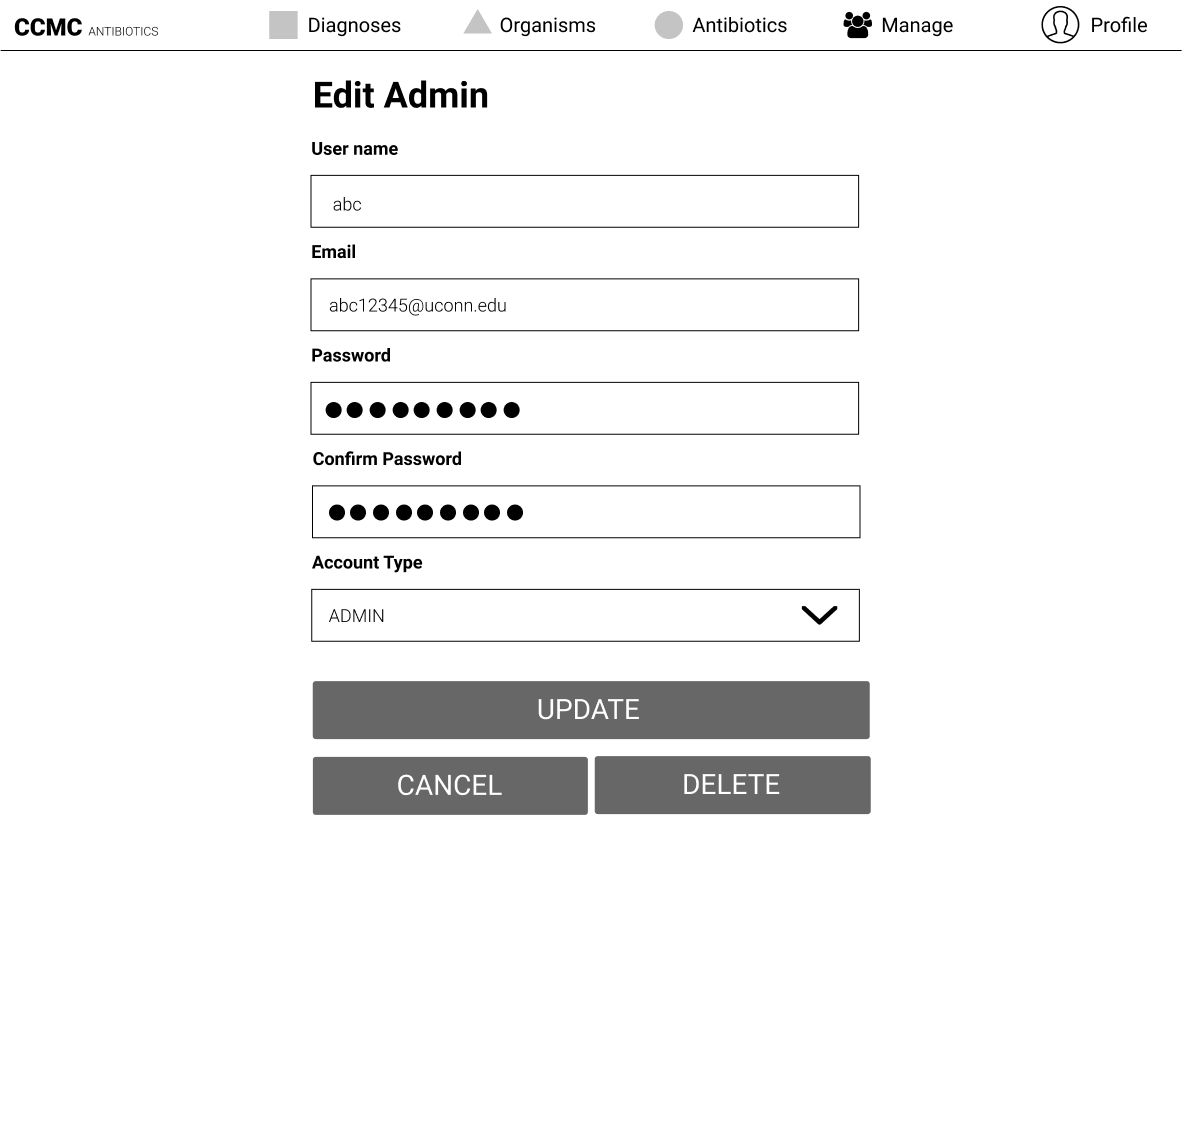 CCMC ANTIBIOTICS Diagnoses Organisms Antibiotics Manage Profile
Edit Admin
User name
abc
Email
abc12345@uconn.edu
Password
●●●●●●●●●
Confirm Password
●●●●●●●●●
Account Type
ADMIN
UPDATE
CANCEL DELETE